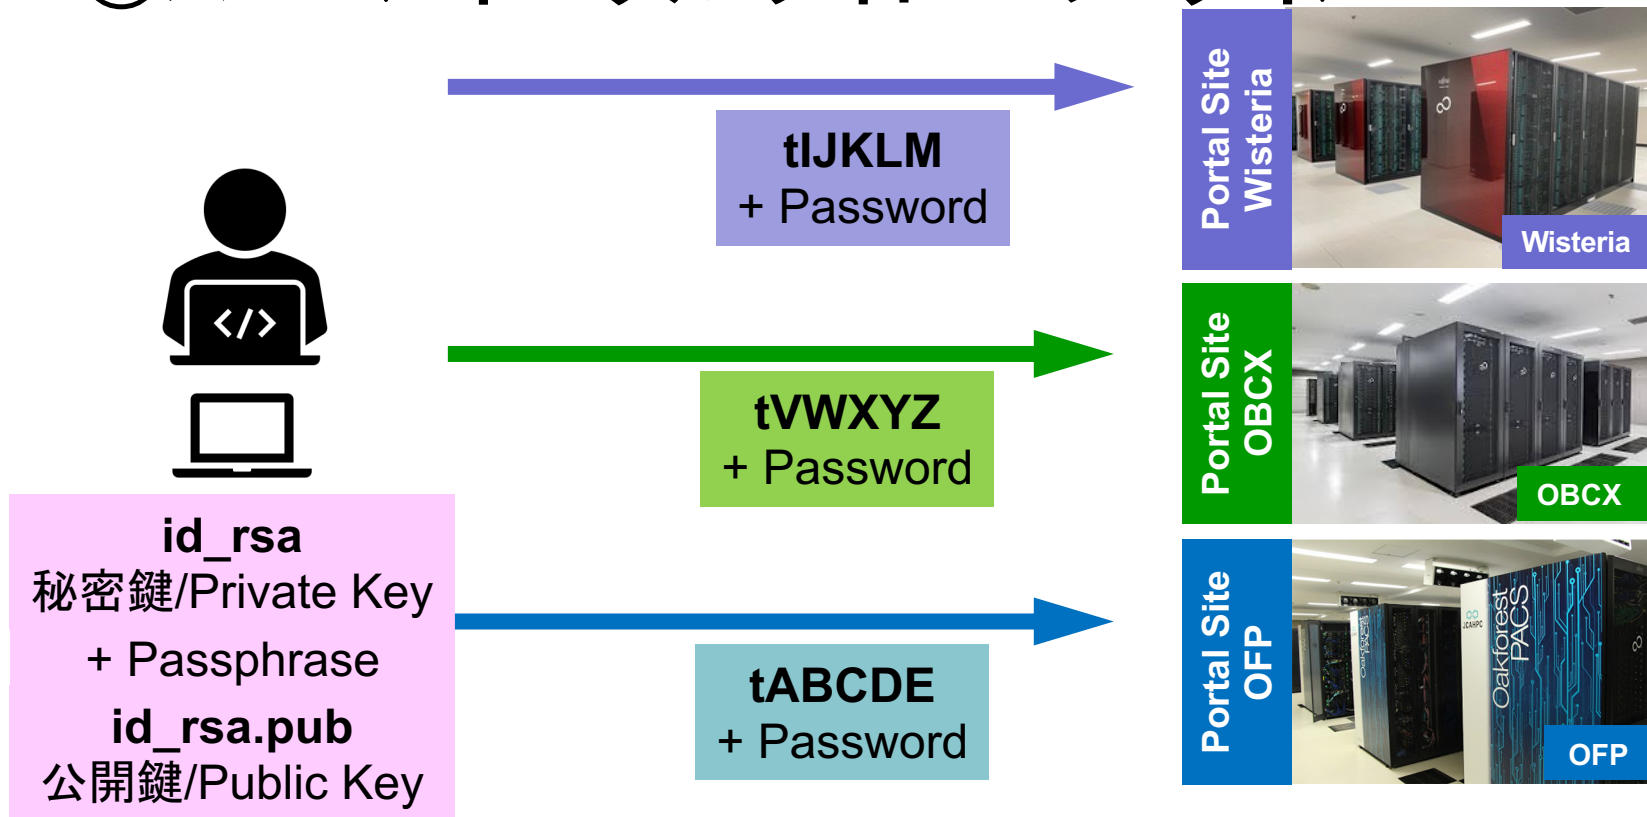 tIJKLM
+ Password
Portal Site
Wisteria
Wisteria
</>
tVWXYZ
+ Password
Portal Site
OBCX
OBCX
id_rsa
秘密鍵/Private Key
+ Passphrase
id_rsa.pub
公開鍵/Public Key
tABCDE
+ Password
Portal Site
OFP
JCAHPC
Oakforest
PACS
OFP